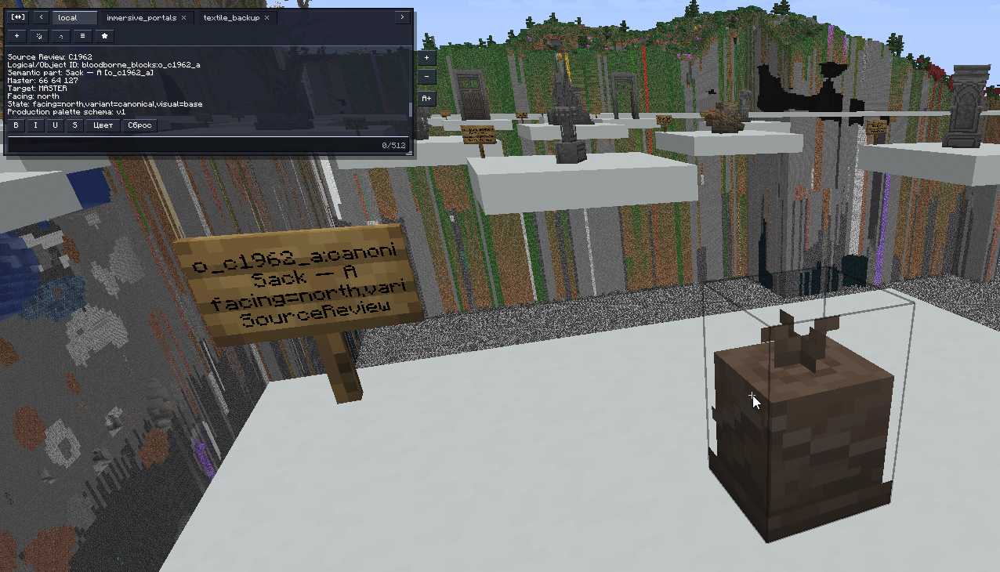 [↔] < local immersive_portals × textile_backup × >
Source Review: C1962
Logical/Object ID: bloodborne_blocks:o_c1962_a
Semantic part: Sack — A [o_c1962_a]
Master: 66 64 127
Target: MASTER
Facing: north
State: facing=north,variant=canonical,visual=base
Production palette schema: v1
B I U S Цвет Сброс
0/512
+
−
A+
o_c1962_a:canoni
Sack — A
facing=north,vari
SourceReview